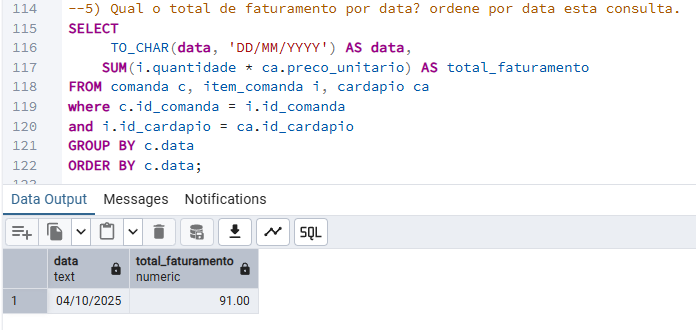 114 --5) Qual o total de faturamento por data? ordene por data esta consulta.
115 SELECT
116 TO_CHAR(data, 'DD/MM/YYYY') AS data,
117 SUM(i.quantidade * ca.preco_unitario) AS total_faturamento
118 FROM comanda c, item_comanda i, cardapio ca
119 where c.id_comanda = i.id_comanda
120 and i.id_cardapio = ca.id_cardapio
121 GROUP BY c.data
122 ORDER BY c.data;
Data Output Messages Notifications
SQL
data total_faturamento
text numeric
1 04/10/2025 91.00